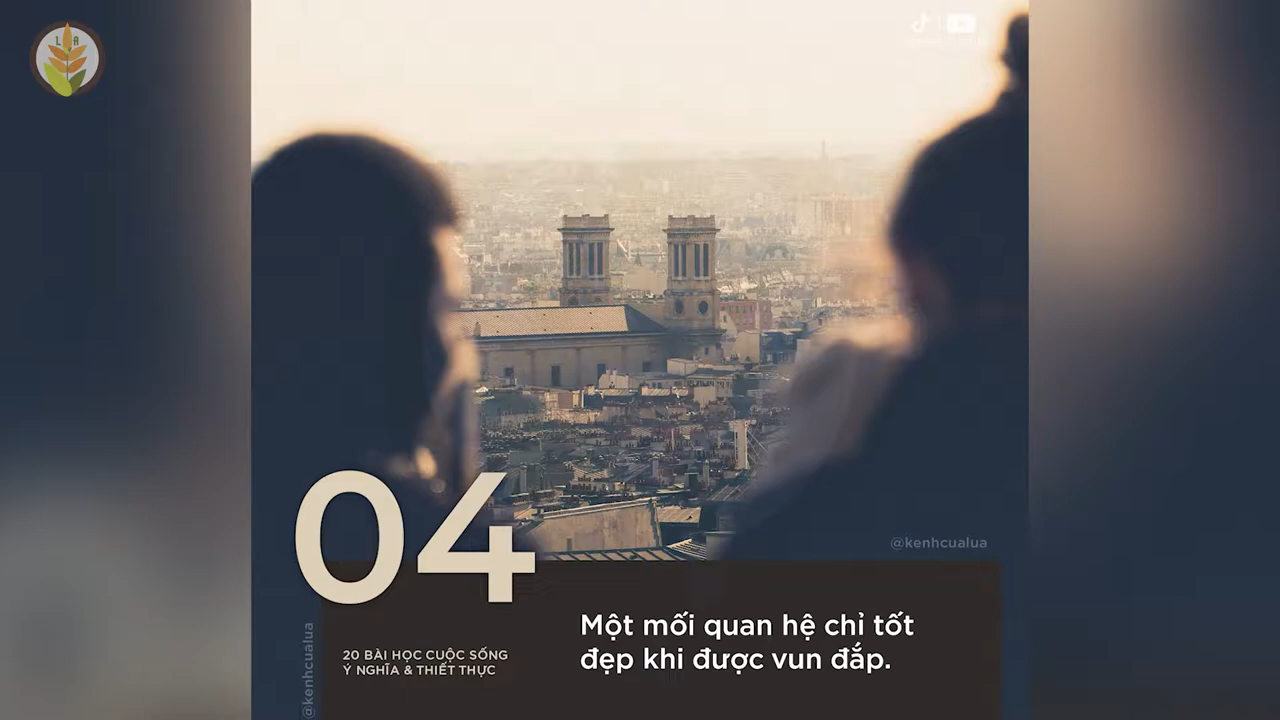 L A
@kenhcualua
04
Một mối quan hệ chỉ tốt
đẹp khi được vun đắp.
20 BÀI HỌC CUỘC SỐNG
Ý NGHĨA & THIẾT THỰC
@kenhcualua